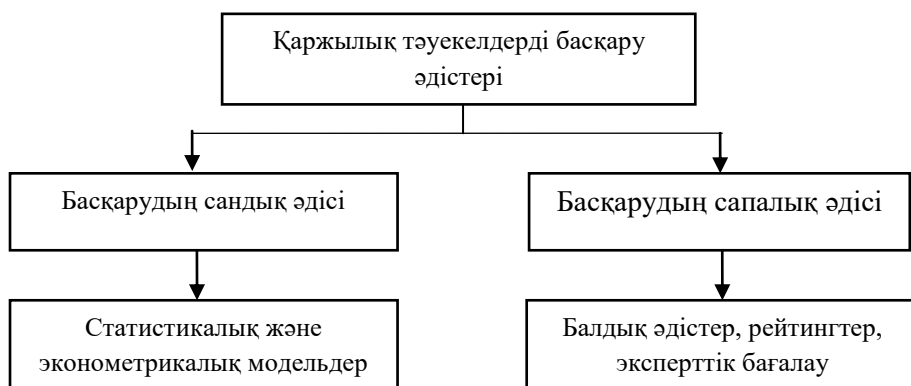 Қаржылық тәуекелдерді басқару
әдістері
Басқарудың сандық әдісі
Басқарудың сапалық әдісі
Статистикалық және
эконометрикалық модельдер
Балдық әдістер, рейтингтер,
эксперттік бағалау